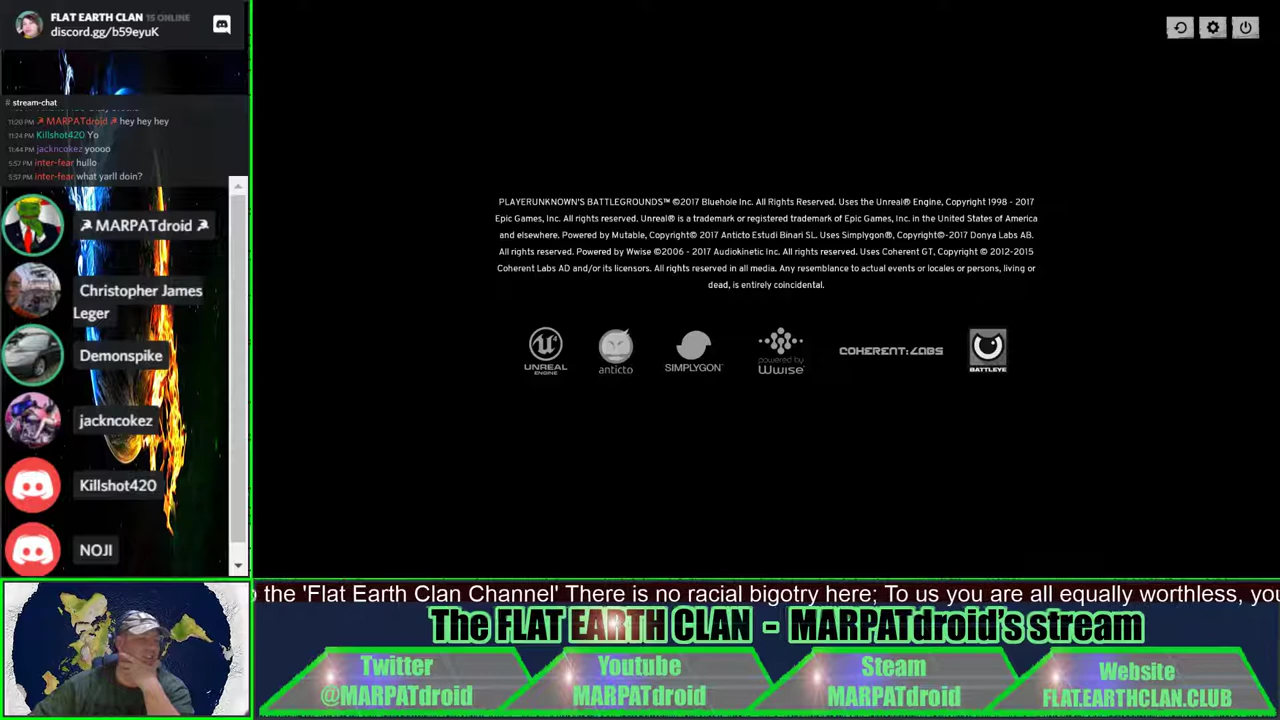 FLAT EARTH CLAN 15 ONLINE
discord.gg/b59eyuK
# stream-chat
11:20 PM MARPATdroid hey hey hey
11:24 PM Killshot420 Yo
11:44 PM jackncokez yoooo
5:57 PM inter-fear hullo
5:57 PM inter-fear what yarll doin?
☭ MARPATdroid ☭
Christopher James
Leger
Demonspike
jackncokez
Killshot420
NOJI
PLAYERUNKNOWN'S BATTLEGROUNDS™ ©2017 Bluehole Inc. All Rights Reserved. Uses the Unreal® Engine, Copyright 1998 - 2017
Epic Games, Inc. All rights reserved. Unreal® is a trademark or registered trademark of Epic Games, Inc. in the United States of America
and elsewhere. Powered by Mutable, Copyright© 2017 Anticto Estudi Binari SL. Uses Simplygon®, Copyright©-2017 Donya Labs AB.
All rights reserved. Powered by Wwise ©2006 - 2017 Audiokinetic Inc. All rights reserved. Uses Coherent GT, Copyright © 2012-2015
Coherent Labs AD and/or its licensors. All rights reserved in all media. Any resemblance to actual events or locales or persons, living or
dead, is entirely coincidental.
UNREAL
ENGINE
anticto
SIMPLYGON
powered by
Wwise
COHERENT:LABS
BATTLEYE
o the 'Flat Earth Clan Channel' There is no racial bigotry here; To us you are all equally worthless, you
The FLAT EARTH CLAN - MARPATdroid's stream
Twitter
@MARPATdroid
Youtube
MARPATdroid
Steam
MARPATdroid
Website
FLAT.EARTHCLAN.CLUB